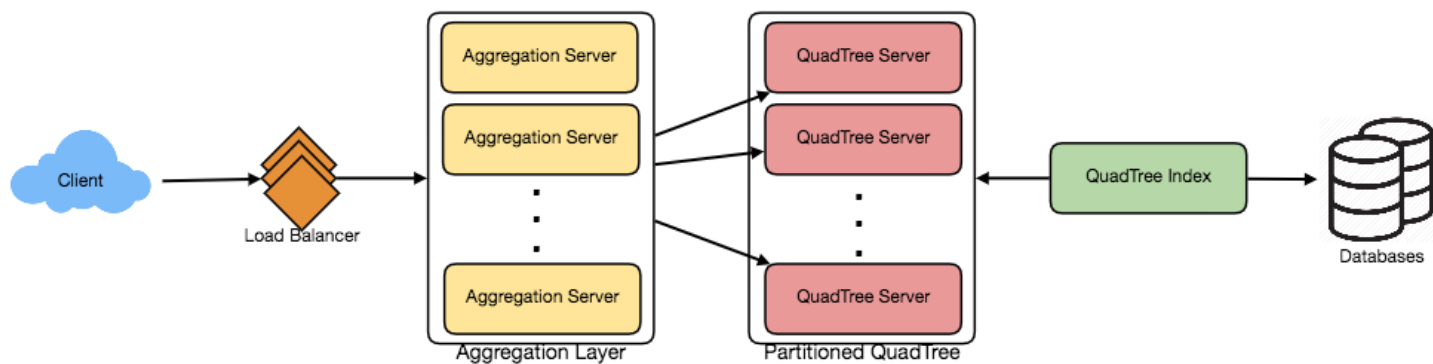 Client
Load Balancer
Aggregation Server
Aggregation Server
Aggregation Server
Aggregation Layer
QuadTree Server
QuadTree Server
QuadTree Server
Partitioned QuadTree
QuadTree Index
Databases